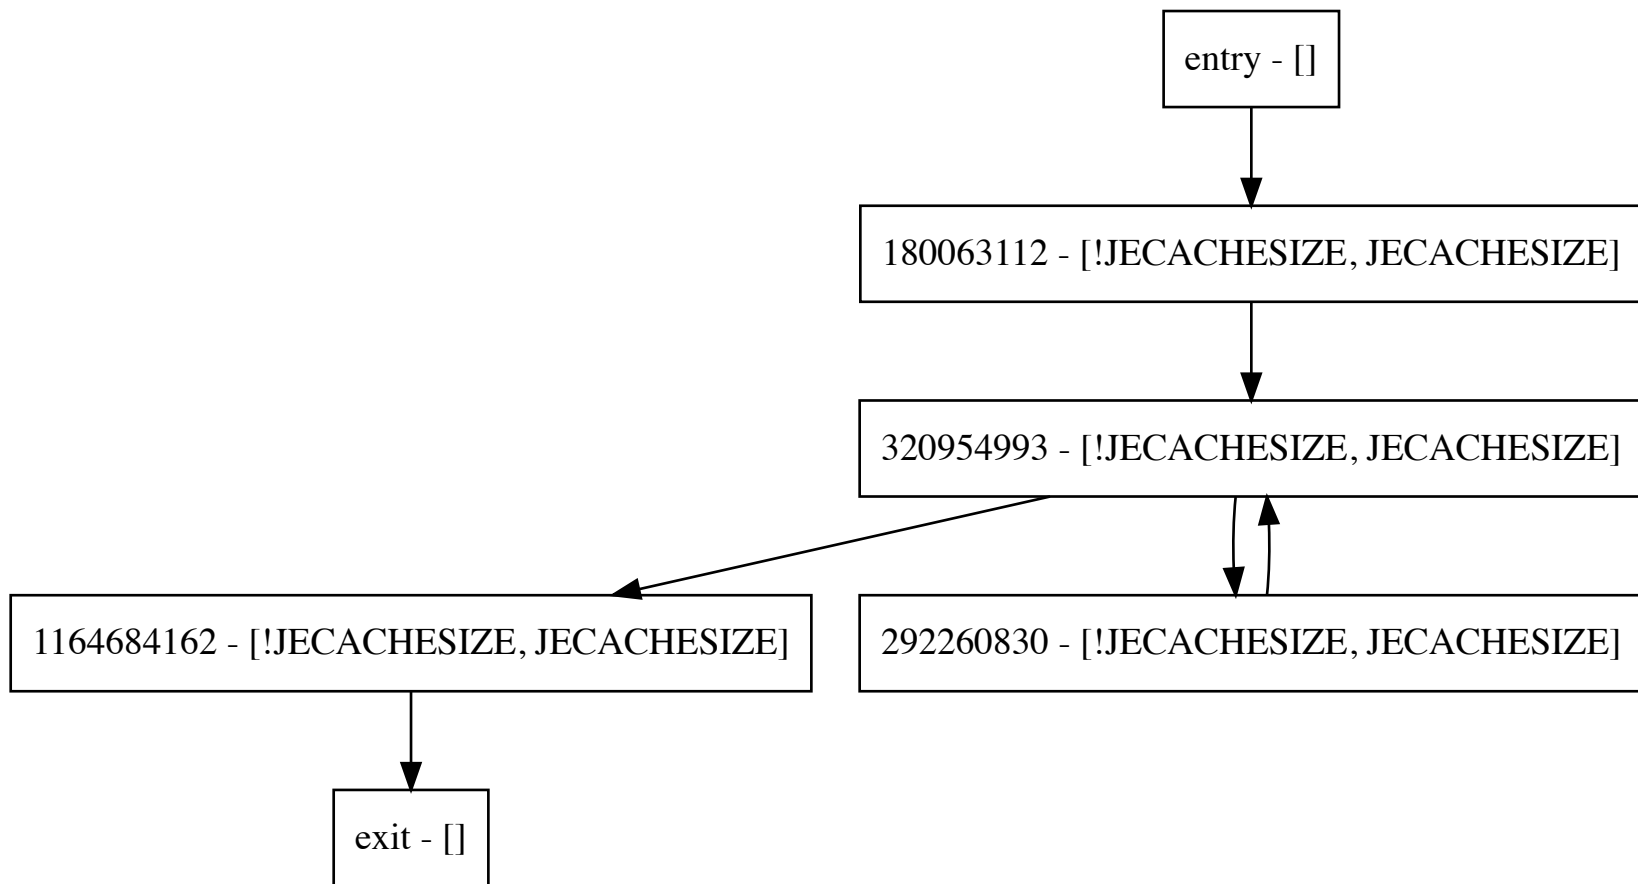 entry - []
180063112 - [!JECACHESIZE, JECACHESIZE]
320954993 - [!JECACHESIZE, JECACHESIZE]
1164684162 - [!JECACHESIZE, JECACHESIZE]
292260830 - [!JECACHESIZE, JECACHESIZE]
exit - []